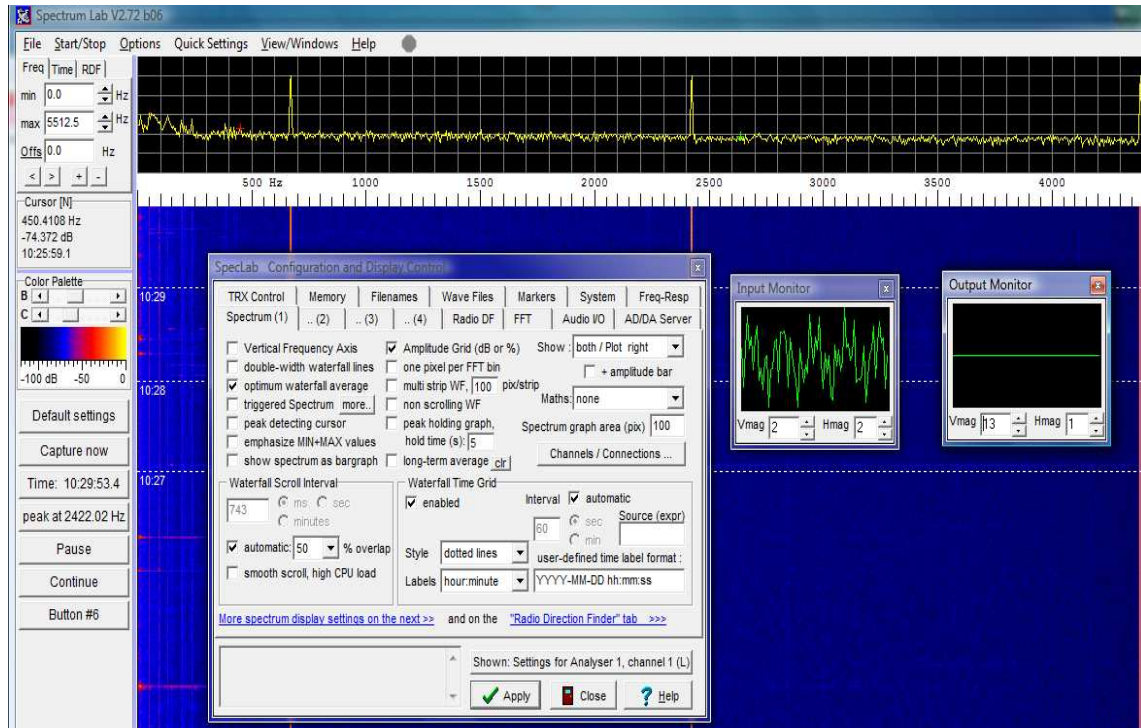 Spectrum Lab V2.72 b06
File Start/Stop Options Quick Settings View/Windows Help
Freq Time RDF
min 0.0 Hz
max 5512.5 Hz
Offs 0.0 Hz
< > + -
500 Hz 1000 1500 2000 2500 3000 3500 4000
Cursor [N]
450.4108 Hz
-74.372 dB
10:25:59.1
Color Palette
B
C
-100 dB -50 0
Default settings
Capture now
Time: 10:29:53.4
peak at 2422.02 Hz
Pause
Continue
Button #6
10:29
10:28
10:27
SpecLab Configuration and Display Control
TRX Control Memory Filenames Wave Files Markers System Freq-Resp
Spectrum (1) .. (2) .. (3) .. (4) Radio DF FFT Audio I/O AD/DA Server
Vertical Frequency Axis Amplitude Grid (dB or %) Show : both / Plot right
double-width waterfall lines one pixel per FFT bin + amplitude bar
optimum waterfall average multi strip WF, 100 pix/strip
triggered Spectrum more.. non scrolling WF Maths: none
peak detecting cursor peak holding graph, Spectrum graph area (pix) 100
emphasize MIN+MAX values hold time (s): 5
show spectrum as bargraph long-term average clr Channels / Connections ...
Waterfall Scroll Interval
743 ms sec
minutes
automatic: 50 % overlap
smooth scroll, high CPU load
Waterfall Time Grid
enabled Interval automatic
60 sec Source (expr)
min
Style dotted lines user-defined time label format :
Labels hour:minute YYYY-MM-DD hh:mm:ss
More spectrum display settings on the next >> and on the "Radio Direction Finder" tab >>>
Shown: Settings for Analyser 1, channel 1 (L)
Apply Close ? Help
Input Monitor
Vmag 2 Hmag 2
Output Monitor
Vmag 13 Hmag 1